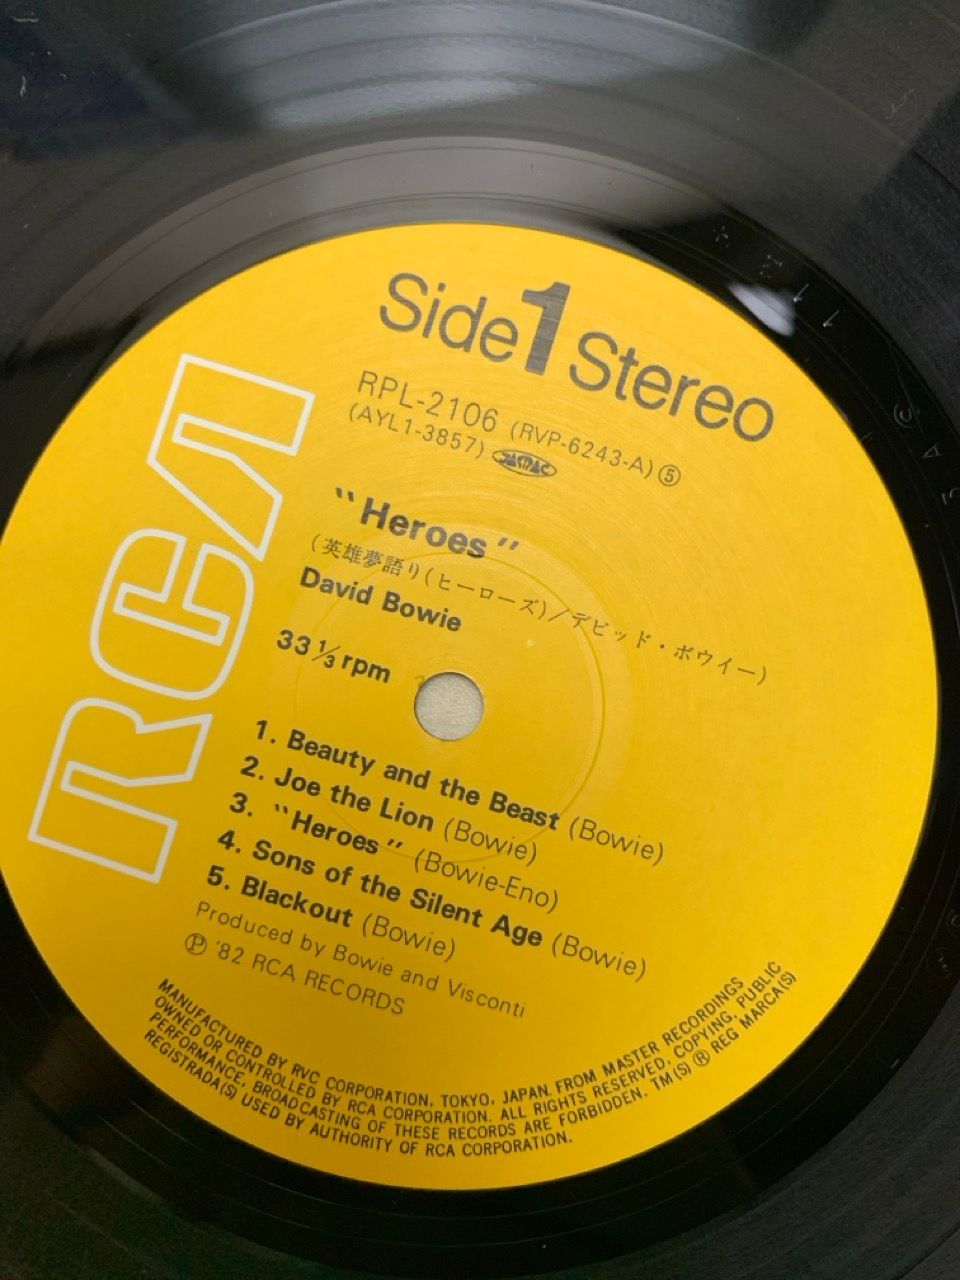 Side 1 Stereo
RPL-2106 (RVP-6243-A) ⑤
(AYL1-3857) JASRAC
RCA
"Heroes"
(英雄夢語り(ヒーローズ)/デビッド・ボウイー)
David Bowie
33 1/3 rpm
1. Beauty and the Beast (Bowie)
2. Joe the Lion (Bowie)
3. "Heroes" (Bowie-Eno)
4. Sons of the Silent Age (Bowie)
5. Blackout (Bowie)
Produced by Bowie and Visconti
Ⓟ '82 RCA RECORDS
MANUFACTURED BY RVC CORPORATION, TOKYO, JAPAN. FROM MASTER RECORDINGS
OWNED OR CONTROLLED BY RCA CORPORATION. ALL RIGHTS RESERVED. COPYING, PUBLIC
PERFORMANCE, BROADCASTING OF THESE RECORDS ARE FORBIDDEN. TM(S) ® REG MARCA(S)
REGISTRADA(S) USED BY AUTHORITY OF RCA CORPORATION.